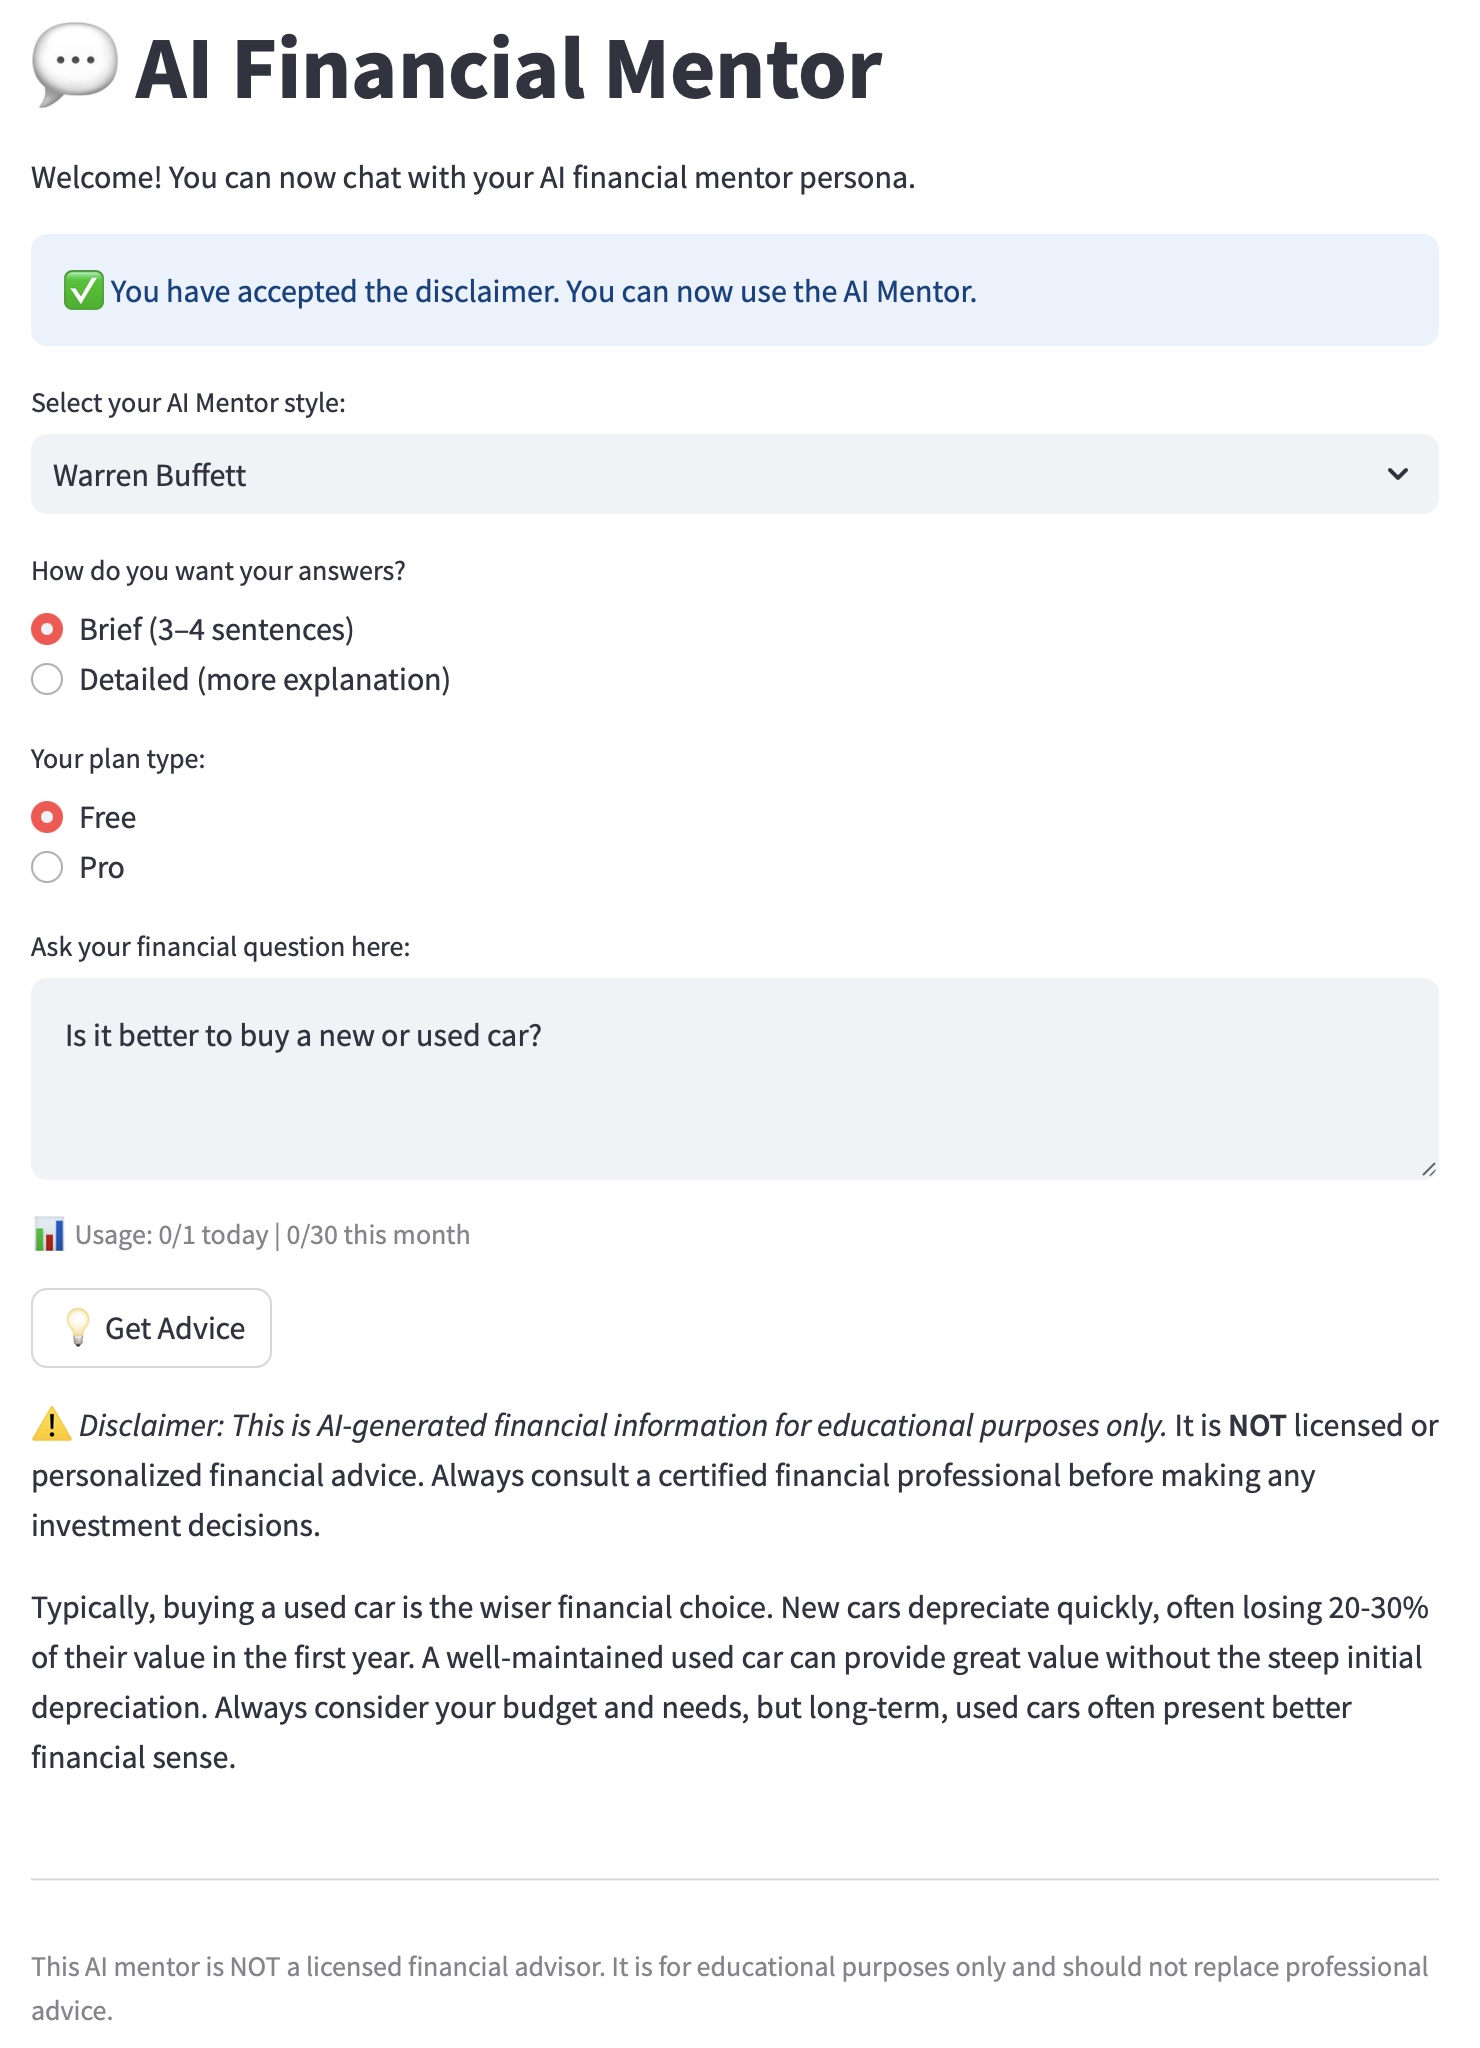 AI Financial Mentor
Welcome! You can now chat with your AI financial mentor persona.
You have accepted the disclaimer. You can now use the AI Mentor.
Select your AI Mentor style:
Warren Buffett
How do you want your answers?
Brief (3–4 sentences)
Detailed (more explanation)
Your plan type:
Free
Pro
Ask your financial question here:
Is it better to buy a new or used car?
Usage: 0/1 today | 0/30 this month
Get Advice
Disclaimer: This is AI-generated financial information for educational purposes only. It is NOT licensed or
personalized financial advice. Always consult a certified financial professional before making any
investment decisions.
Typically, buying a used car is the wiser financial choice. New cars depreciate quickly, often losing 20-30%
of their value in the first year. A well-maintained used car can provide great value without the steep initial
depreciation. Always consider your budget and needs, but long-term, used cars often present better
financial sense.
This AI mentor is NOT a licensed financial advisor. It is for educational purposes only and should not replace professional
advice.